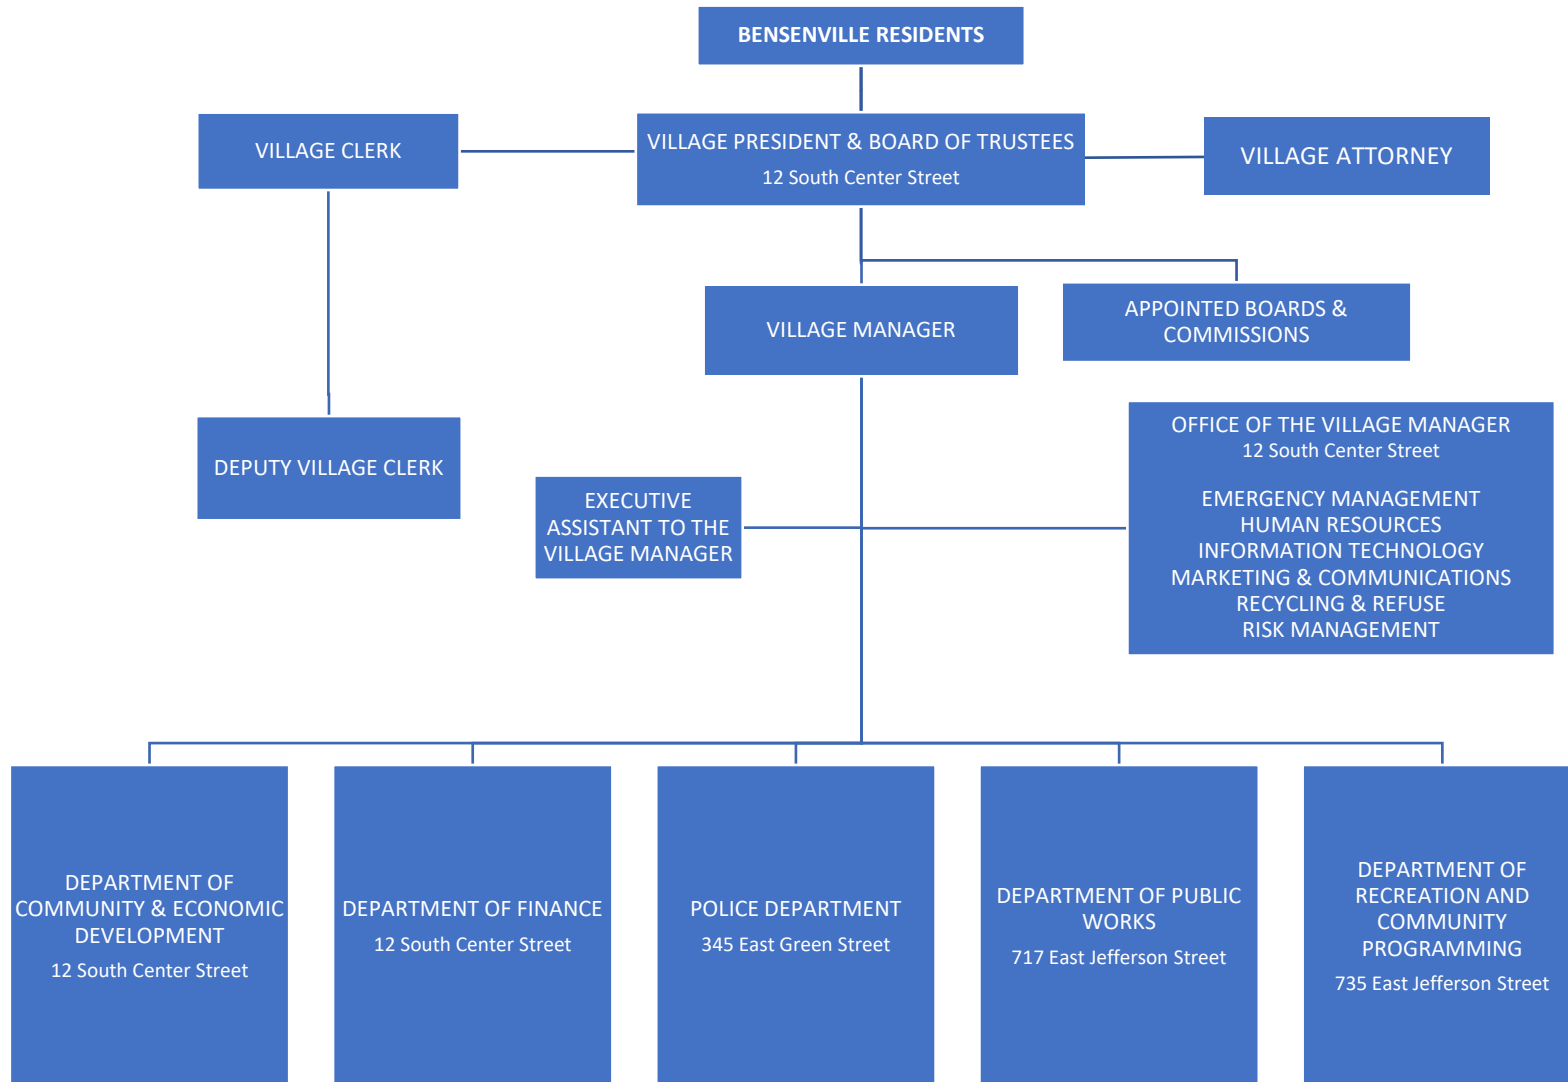 BENSENVILLE RESIDENTS
VILLAGE CLERK
VILLAGE PRESIDENT & BOARD OF TRUSTEES
12 South Center Street
VILLAGE ATTORNEY
VILLAGE MANAGER
APPOINTED BOARDS &
COMMISSIONS
DEPUTY VILLAGE CLERK
EXECUTIVE
ASSISTANT TO THE
VILLAGE MANAGER
OFFICE OF THE VILLAGE MANAGER
12 South Center Street
EMERGENCY MANAGEMENT
HUMAN RESOURCES
INFORMATION TECHNOLOGY
MARKETING & COMMUNICATIONS
RECYCLING & REFUSE
RISK MANAGEMENT
DEPARTMENT OF
COMMUNITY & ECONOMIC
DEVELOPMENT
12 South Center Street
DEPARTMENT OF FINANCE
12 South Center Street
POLICE DEPARTMENT
345 East Green Street
DEPARTMENT OF PUBLIC
WORKS
717 East Jefferson Street
DEPARTMENT OF
RECREATION AND
COMMUNITY
PROGRAMMING
735 East Jefferson Street